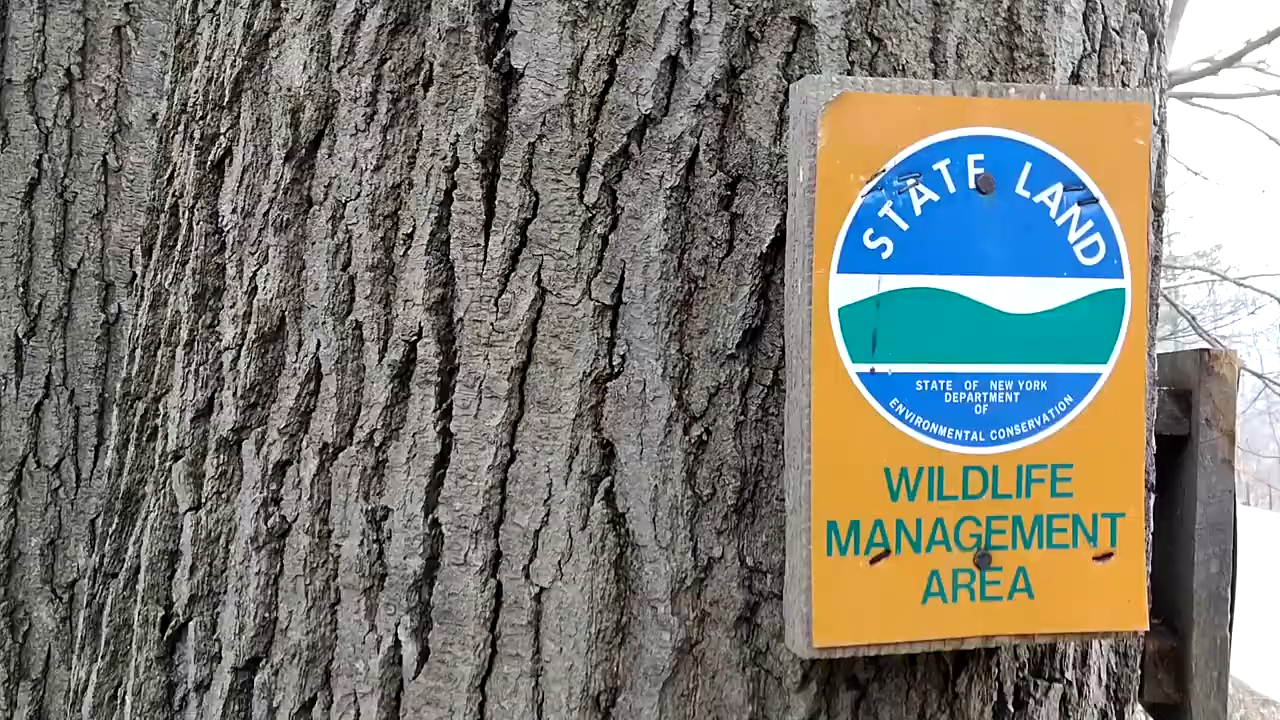 STATE LAND
STATE OF NEW YORK
DEPARTMENT
OF
ENVIRONMENTAL CONSERVATION
WILDLIFE
MANAGEMENT
AREA